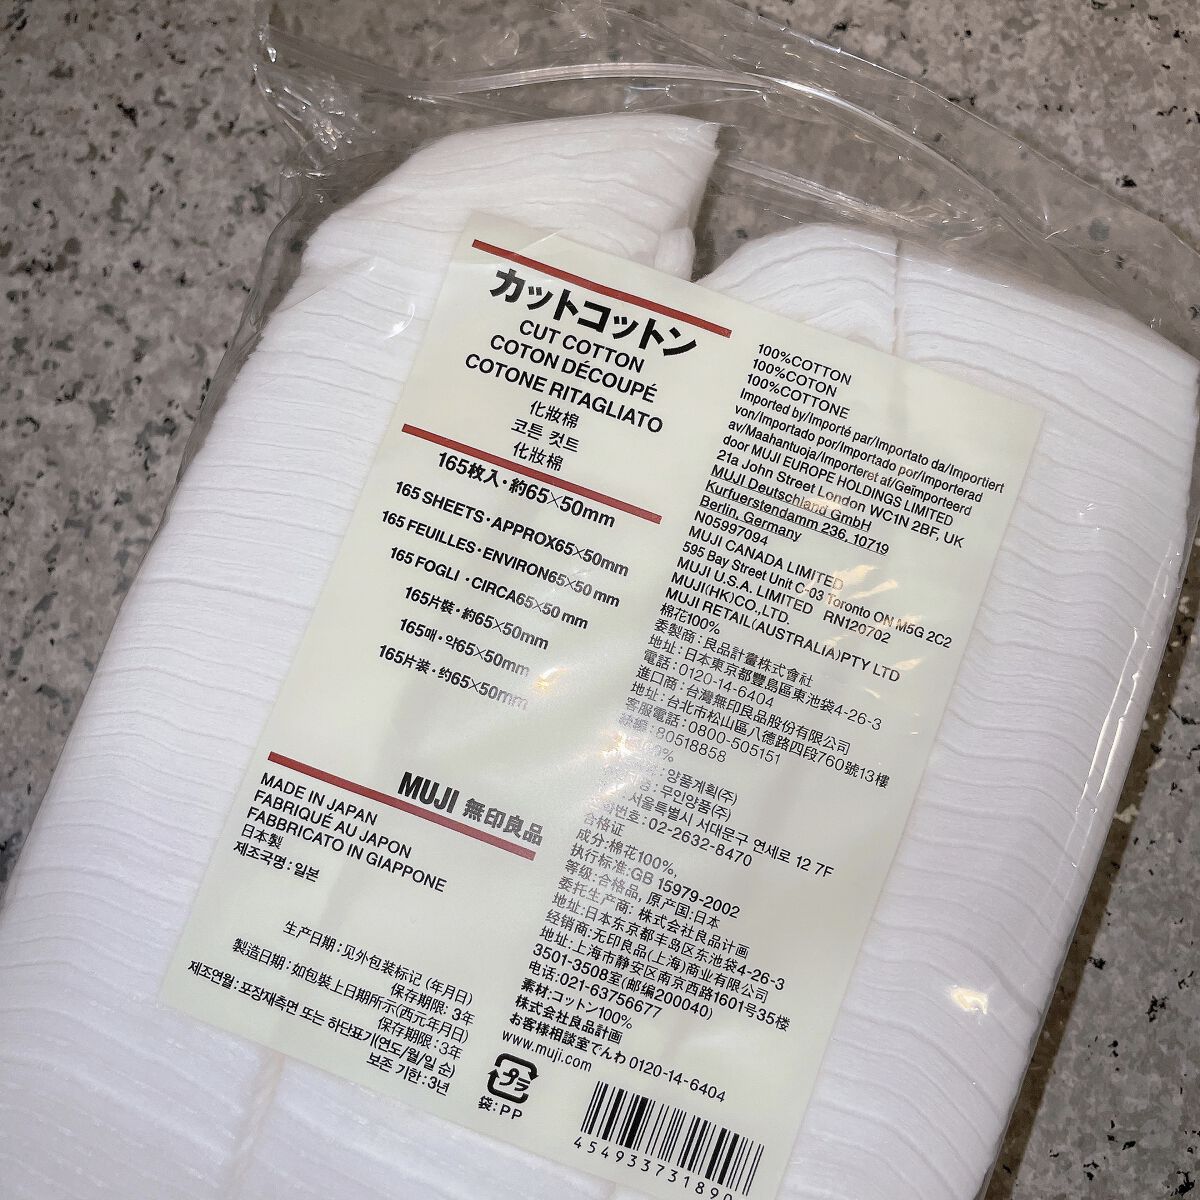 カットコットン
CUT COTTON
COTON DÉCOUPÉ
COTONE RITAGLIATO
化妝棉
코튼 컷트
化妝棉
165枚入・約65×50mm
165 SHEETS・APPROX65×50mm
165 FEUILLES・ENVIRON65×50mm
165 FOGLI・CIRCA65×50mm
165片裝・約65×50mm
165매・약65×50mm
165片装・约65×50mm
MUJI 無印良品
MADE IN JAPAN
FABRIQUÉ AU JAPON
FABBRICATO IN GIAPPONE
日本製
제조국명：일본
生产日期：见外包装标记 (年月日)
保存期限：3年
製造日期：如包裝上日期所示(西元年月日)
保存期限：3年
제조연월：포장재측면 또는 하단표기(연도/월/일 순)
보존 기한：3년
100%COTTON
100%COTON
100%COTTONE
Imported by/Importé par/Importato da/Importiert
von/Importado por/Importado por/Importerad
av/Maahantuoja/Importeret af/Geïmporteerd
door MUJI EUROPE HOLDINGS LIMITED
21a John Street London WC1N 2BF, UK
MUJI Deutschland GmbH
Kurfuerstendamm 236, 10719
Berlin, Germany
N05997094
MUJI CANADA LIMITED
595 Bay Street Unit C-03 Toronto ON M5G 2C2
MUJI U.S.A. LIMITED RN120702
MUJI(HK)CO.,LTD.
MUJI RETAIL(AUSTRALIA)PTY LTD
棉花100%
委製商：良品計畫株式會社
地址：日本東京都豐島區東池袋4-26-3
電話：0120-14-6404
進口商：台灣無印良品股份有限公司
地址：台北市松山區八德路四段760號13樓
客服電話：0800-505151
80518858
100%
양품계획(주)
무인양품(주)
서울특별시 서대문구 연세로 12 7F
번호：02-2632-8470
合格证
成分:棉花100%,
执行标准:GB 15979-2002
等级:合格品, 原产国:日本
委托生产商：株式会社良品计画
地址:日本东京都丰岛区东池袋4-26-3
经销商:无印良品(上海)商业有限公司
地址:上海市静安区南京西路1601号35楼
3501-3508室(邮编200040)
电话:021-63756677
素材:コットン100%
株式会社良品計画
お客様相談室でんわ 0120-14-6404
www.muji.com
プラ
袋：PP
454933731890